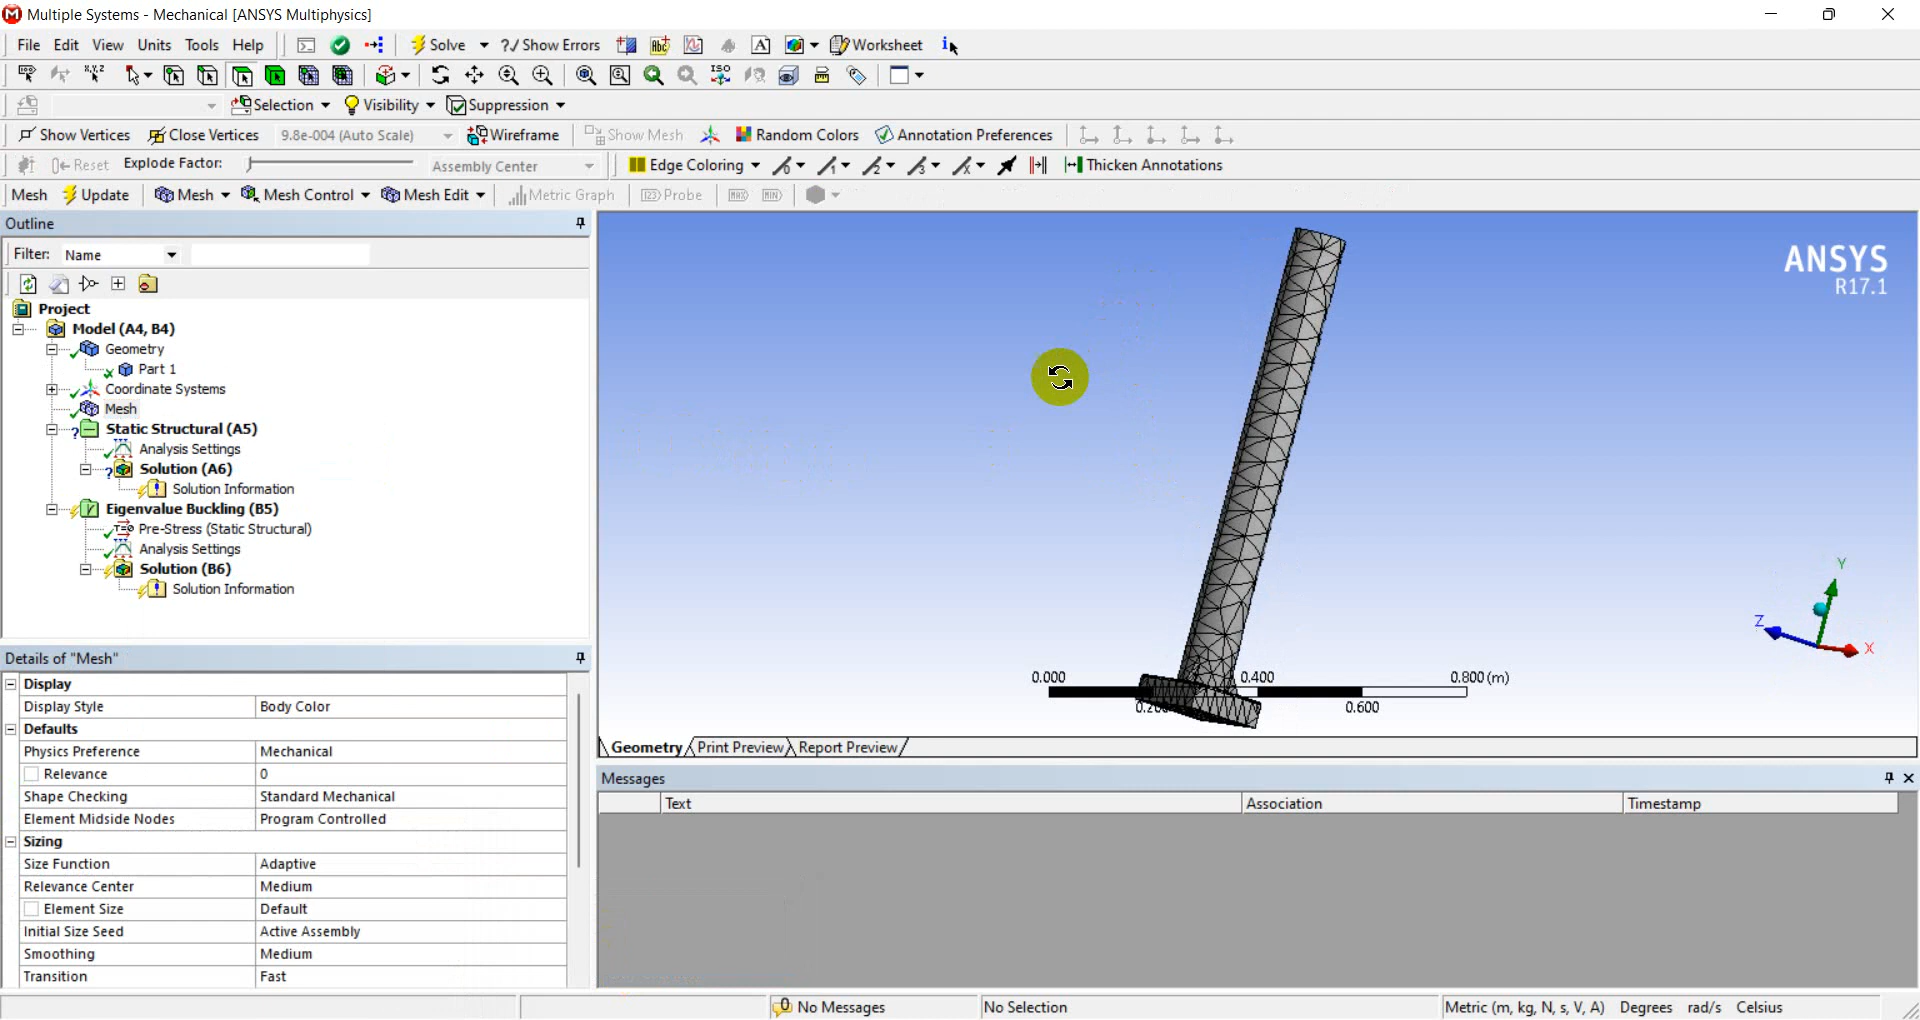 Multiple Systems - Mechanical [ANSYS Multiphysics]
File Edit View Units Tools Help Solve ?/ Show Errors Worksheet
Selection Visibility Suppression
Show Vertices Close Vertices 9.8e-004 (Auto Scale) Wireframe Show Mesh Random Colors Annotation Preferences
Reset Explode Factor: Assembly Center Edge Coloring Thicken Annotations
Mesh Update Mesh Mesh Control Mesh Edit Metric Graph Probe MAX MIN
Outline
Filter: Name
Project
Model (A4, B4)
Geometry
Part 1
Coordinate Systems
Mesh
Static Structural (A5)
Analysis Settings
Solution (A6)
Solution Information
Eigenvalue Buckling (B5)
Pre-Stress (Static Structural)
Analysis Settings
Solution (B6)
Solution Information
Details of "Mesh"
Display
Display Style Body Color
Defaults
Physics Preference Mechanical
Relevance 0
Shape Checking Standard Mechanical
Element Midside Nodes Program Controlled
Sizing
Size Function Adaptive
Relevance Center Medium
Element Size Default
Initial Size Seed Active Assembly
Smoothing Medium
Transition Fast
ANSYS
R17.1
Y
Z
X
0.000 0.400 0.800 (m)
0.200 0.600
Geometry Print Preview Report Preview
Messages
Text Association Timestamp
No Messages No Selection Metric (m, kg, N, s, V, A) Degrees rad/s Celsius